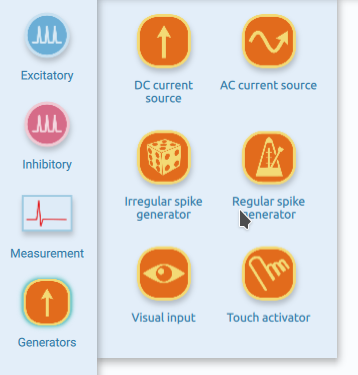 Excitatory
Inhibitory
Measurement
Generators
DC current
source
AC current source
Irregular spike
generator
Regular spike
generator
Visual input
Touch activator